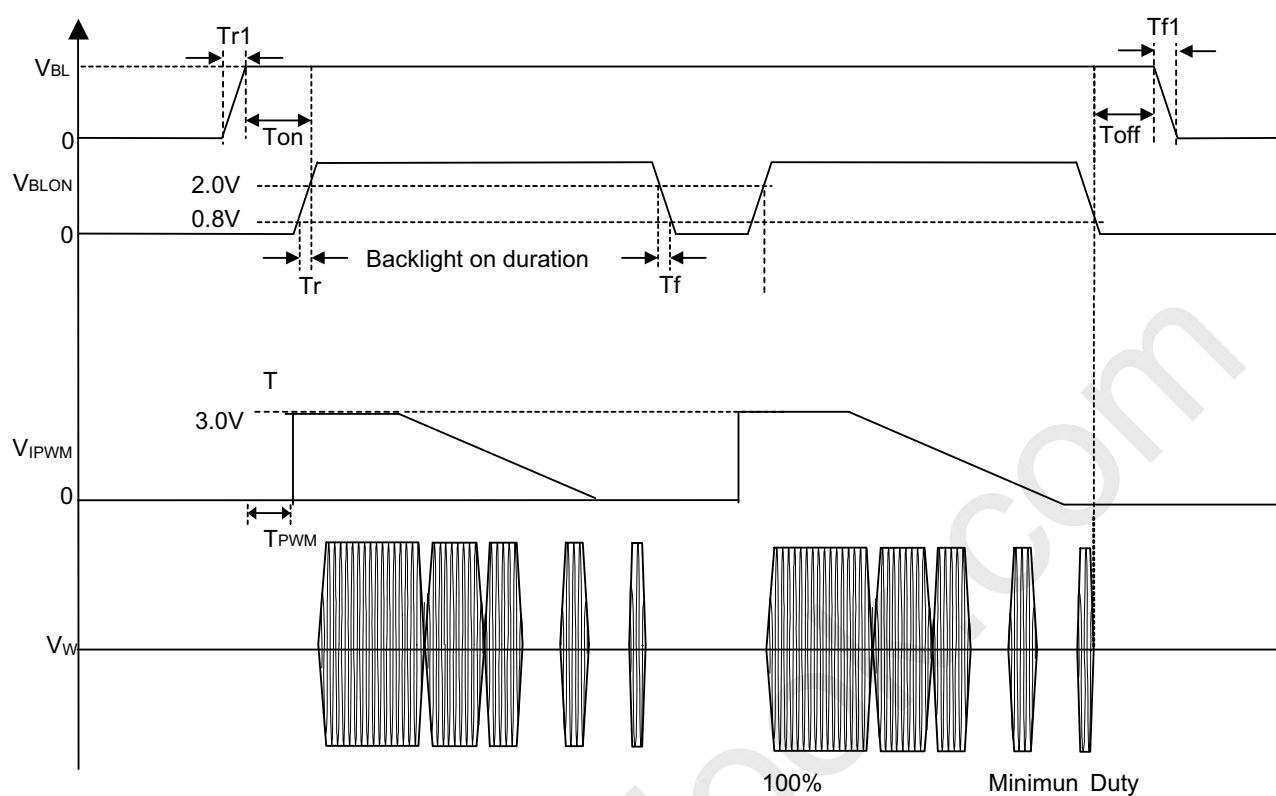 Tr1
Tf1
VBL
0
Ton
Toff
VBLON
2.0V
0.8V
0
Backlight on duration
Tr
Tf
T
3.0V
VIPWM
0
TPWM
VW
100%
Minimun Duty